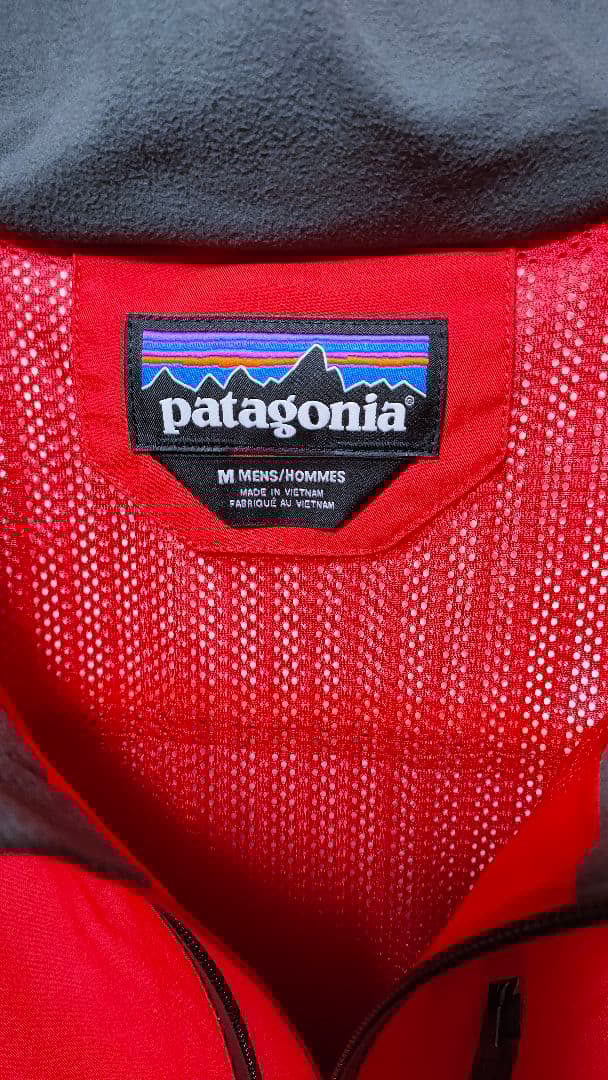 patagonia®
M MENS/HOMMES
MADE IN VIETNAM
FABRIQUÉ AU VIETNAM